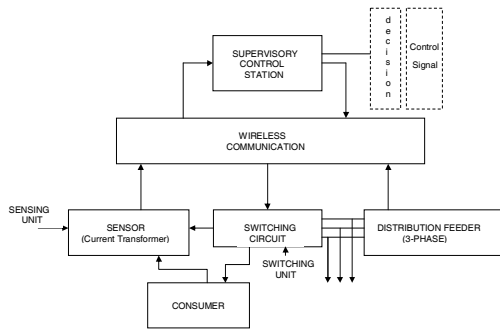 SUPERVISORY
CONTROL
STATION
decision
Control
Signal
WIRELESS
COMMUNICATION
SENSING
UNIT
SENSOR
(Current Transformer)
SWITCHING
CIRCUIT
DISTRIBUTION FEEDER
(3-PHASE)
SWITCHING
UNIT
CONSUMER